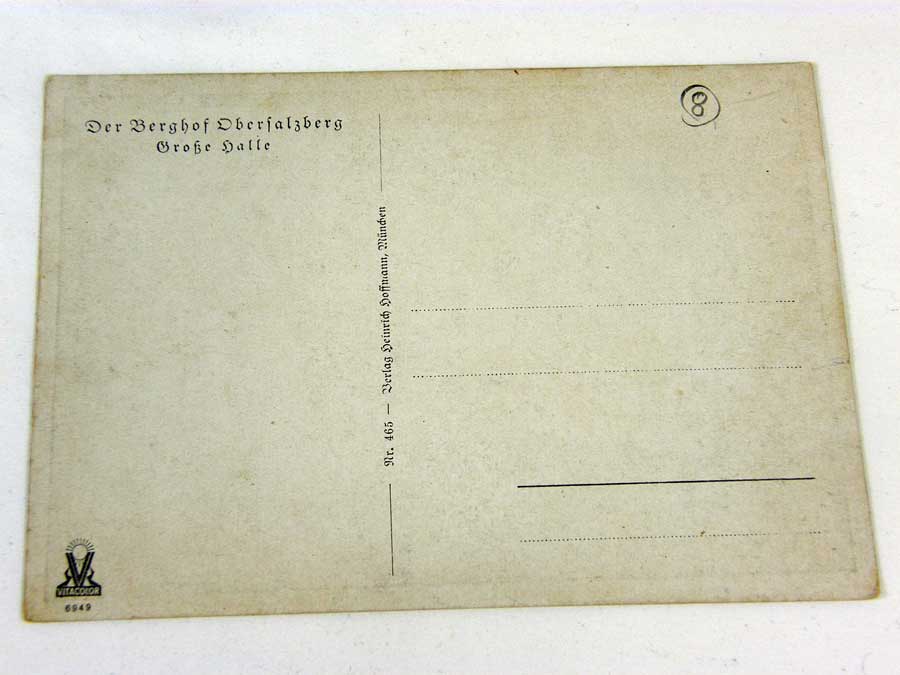 Der Berghof Obersalzberg
Große Halle
8
Nr. 465 — Verlag Heinrich Hoffmann, München
VITACOLOR
6949